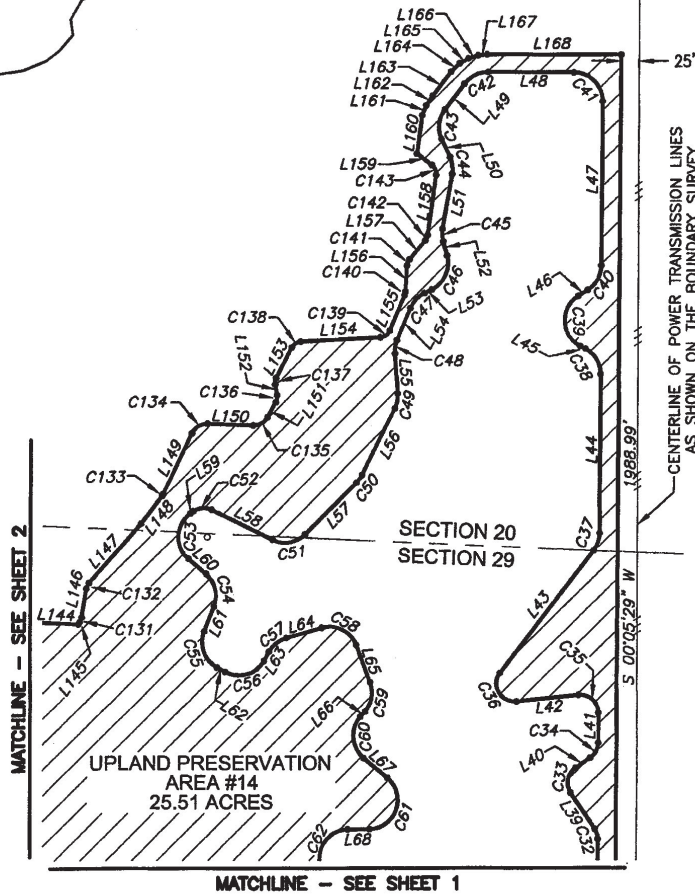 L166
L165
L164
L163
L162
L161
L160
L159
C143
L158
C142
L157
C141
L156
C140
L155
C139
L154
C138
L153
L152
C137
C136
L151
C134
L150
C135
L149
C133
L148
L147
L146
C132
L144
C131
L145
L167
L168
25'
C42
L48
C41
L49
C43
L50
C44
L51
L47
C45
L52
C46
L53
C47
L54
C48
L55
C49
L56
C50
L57
C51
L58
C52
L59
C53
L60
C54
L61
C55
L62
C56
L63
C57
L64
C58
L65
C59
L66
C60
L67
C61
L68
C62
L46
C40
C39
L45
C38
L44
C37
L43
C36
L42
C35
L41
C34
L40
C33
L39
C32
SECTION 20
SECTION 29
1988.99'
S 00°05'29" W
CENTERLINE OF POWER TRANSMISSION LINES
AS SHOWN ON THE BOUNDARY SURVEY
UPLAND PRESERVATION
AREA #14
25.51 ACRES
MATCHLINE - SEE SHEET 2
MATCHLINE - SEE SHEET 1